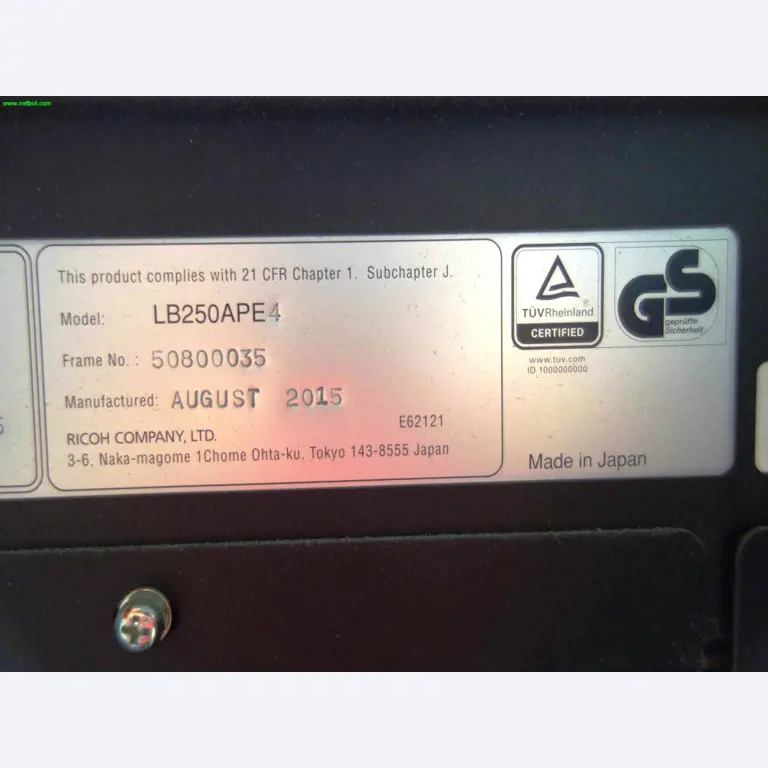 www.netbid.com
This product complies with 21 CFR Chapter 1. Subchapter J.
Model: LB250APE4
Frame No. : 50800035
Manufactured: AUGUST 2015
E62121
RICOH COMPANY, LTD.
3-6, Naka-magome 1Chome Ohta-ku, Tokyo 143-8555 Japan
5
TÜVRheinland
®
CERTIFIED
www.tuv.com
ID 1000000000
GS
geprüfte
Sicherheit
Made in Japan